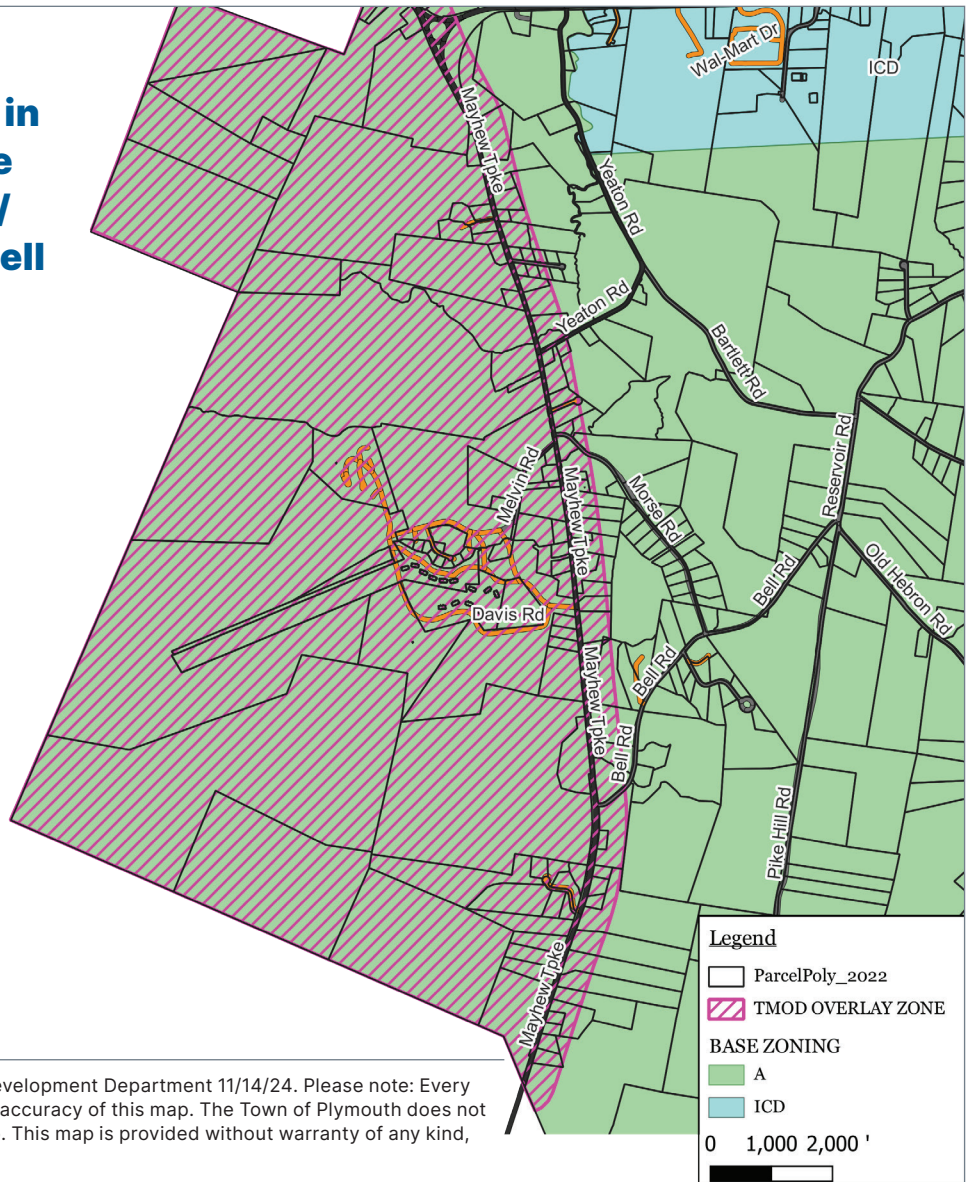 in
e
/
ell
Wal-Mart Dr
ICD
Mayhew Tpke
Yeaton Rd
Yeaton Rd
Bartlett Rd
Reservoir Rd
Melvin Rd
Mayhew Tpke
Morse Rd
Bell Rd
Old Hebron Rd
Davis Rd
Bell Rd
Mayhew Tpke
Bell Rd
Pike Hill Rd
Mayhew Tpke
Legend
ParcelPoly_2022
TMOD OVERLAY ZONE
BASE ZONING
A
ICD
0 1,000 2,000 '
evelopment Department 11/14/24. Please note: Every
accuracy of this map. The Town of Plymouth does not
. This map is provided without warranty of any kind,